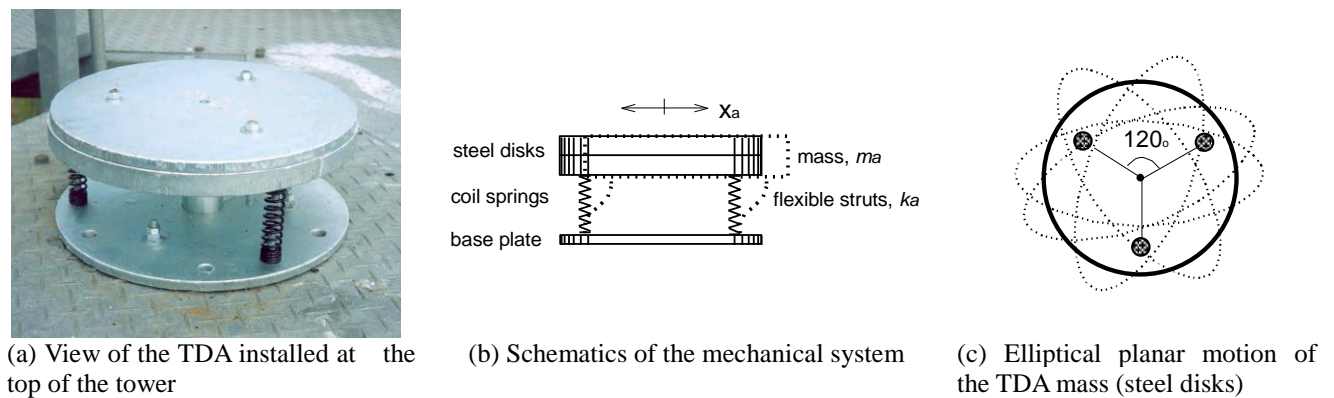 xa
steel disks
mass, ma
coil springs
flexible struts, ka
base plate
120o
(a) View of the TDA installed at the
top of the tower
(b) Schematics of the mechanical system
(c) Elliptical planar motion of
the TDA mass (steel disks)